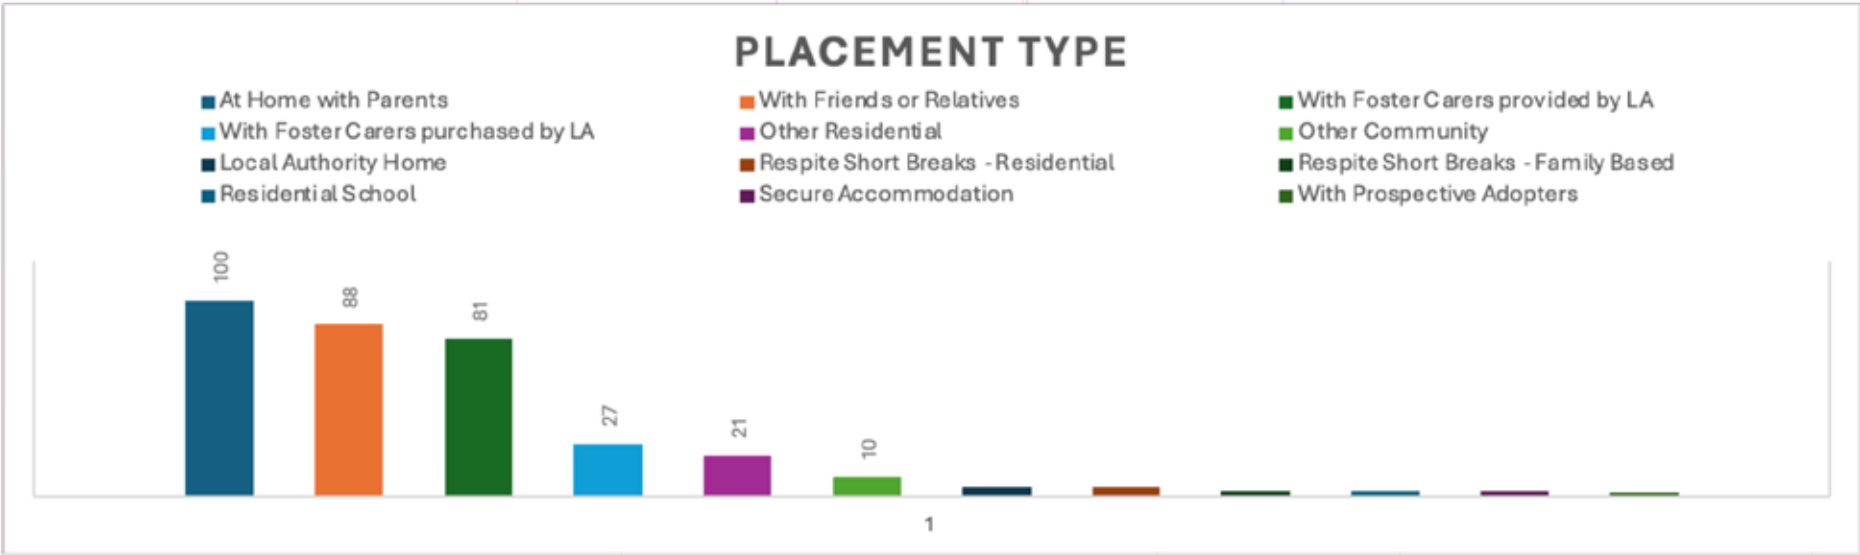 PLACEMENT TYPE
At Home with Parents
With Friends or Relatives
With Foster Carers provided by LA
With Foster Carers purchased by LA
Other Residential
Other Community
Local Authority Home
Respite Short Breaks - Residential
Respite Short Breaks - Family Based
Residential School
Secure Accommodation
With Prospective Adopters
100
88
81
27
21
10
1